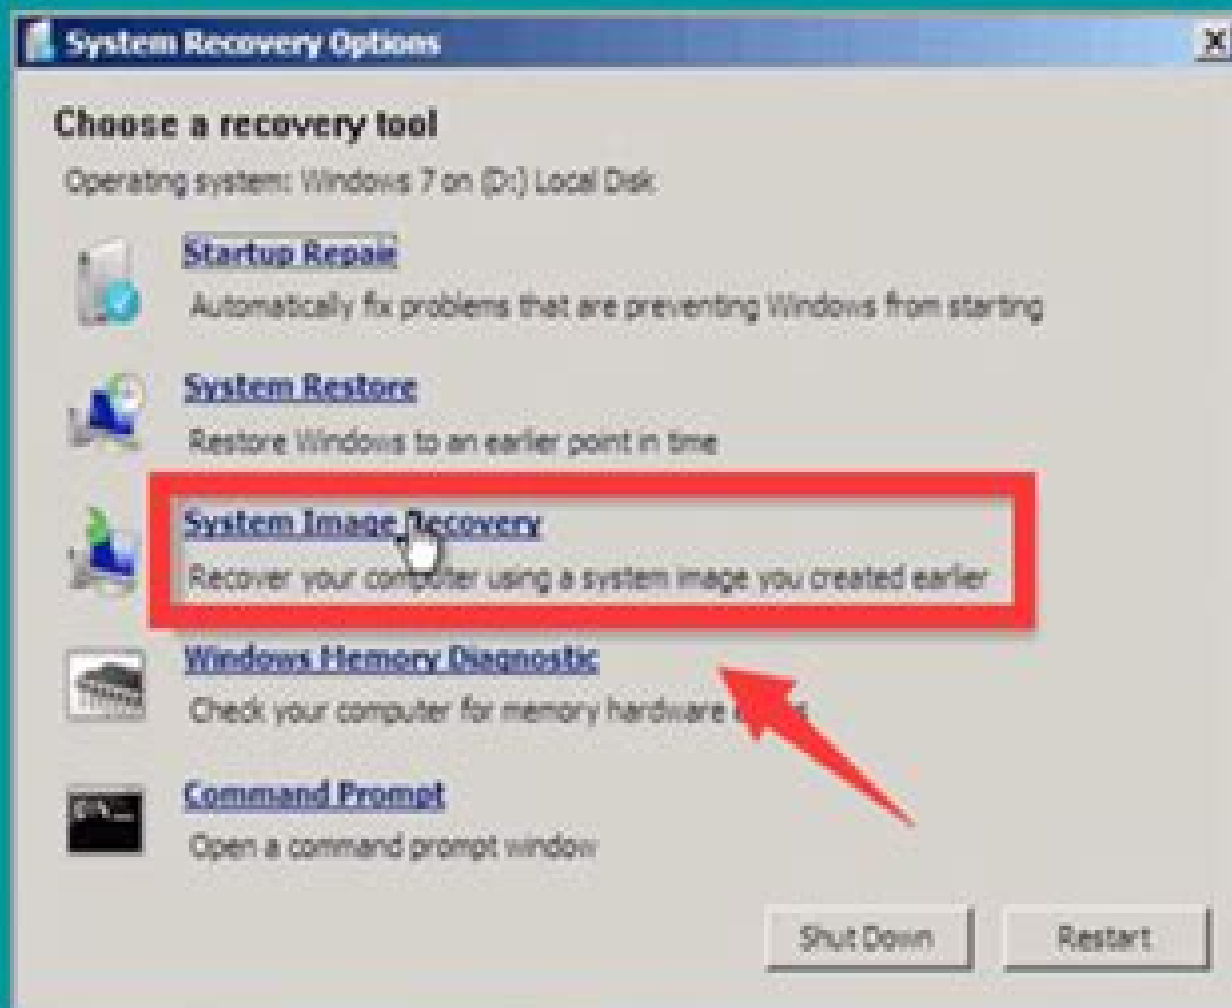 System Recovery Options
Choose a recovery tool
Operating system: Windows 7 on (D:) Local Disk
Startup Repair
Automatically fix problems that are preventing Windows from starting
System Restore
Restore Windows to an earlier point in time
System Image Recovery
Recover your computer using a system image you created earlier
Windows Memory Diagnostic
Check your computer for memory hardware
Command Prompt
Open a command prompt window
Shut Down
Restart